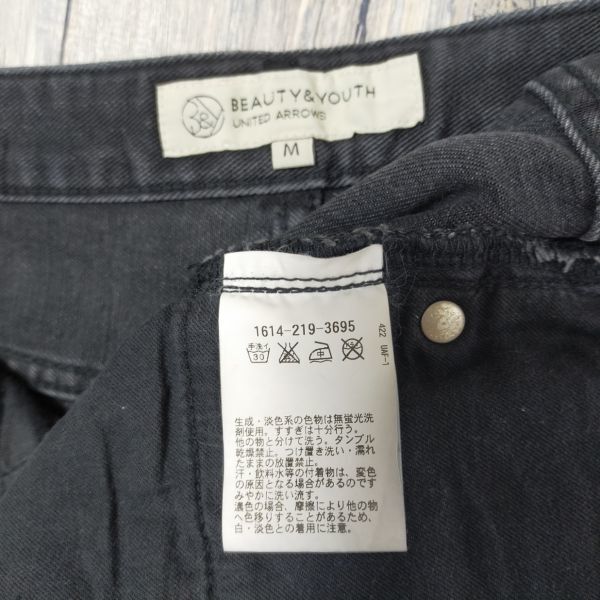 BEAUTY&YOUTH
UNITED ARROWS
M
1614-219-3695
422 UAF-1
手洗イ
30
生成・淡色系の色物は無蛍光洗
剤使用。すすぎは十分行う。
他の物と分けて洗う。タンブル
乾燥禁止。つけ置き洗い・濡れ
たままの放置禁止。
汗・飲料水等の付着物は、変色
の原因となる場合があるのですす
みやかに洗い流す。
濃色の場合、摩擦により他の物
へ色移りすることがあるため、
白・淡色との着用に注意。